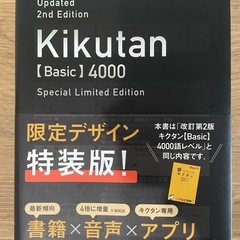 Updated
2nd Edition
Kikutan
【Basic】4000
Special Limited Edition
限定デザイン
特装版！
本書は「改訂第2版
キクタン【Basic】
4000語レベル」と
同じ内容です。
最新傾向
4倍に増量
キクタン専用
書籍×音声×アプリ